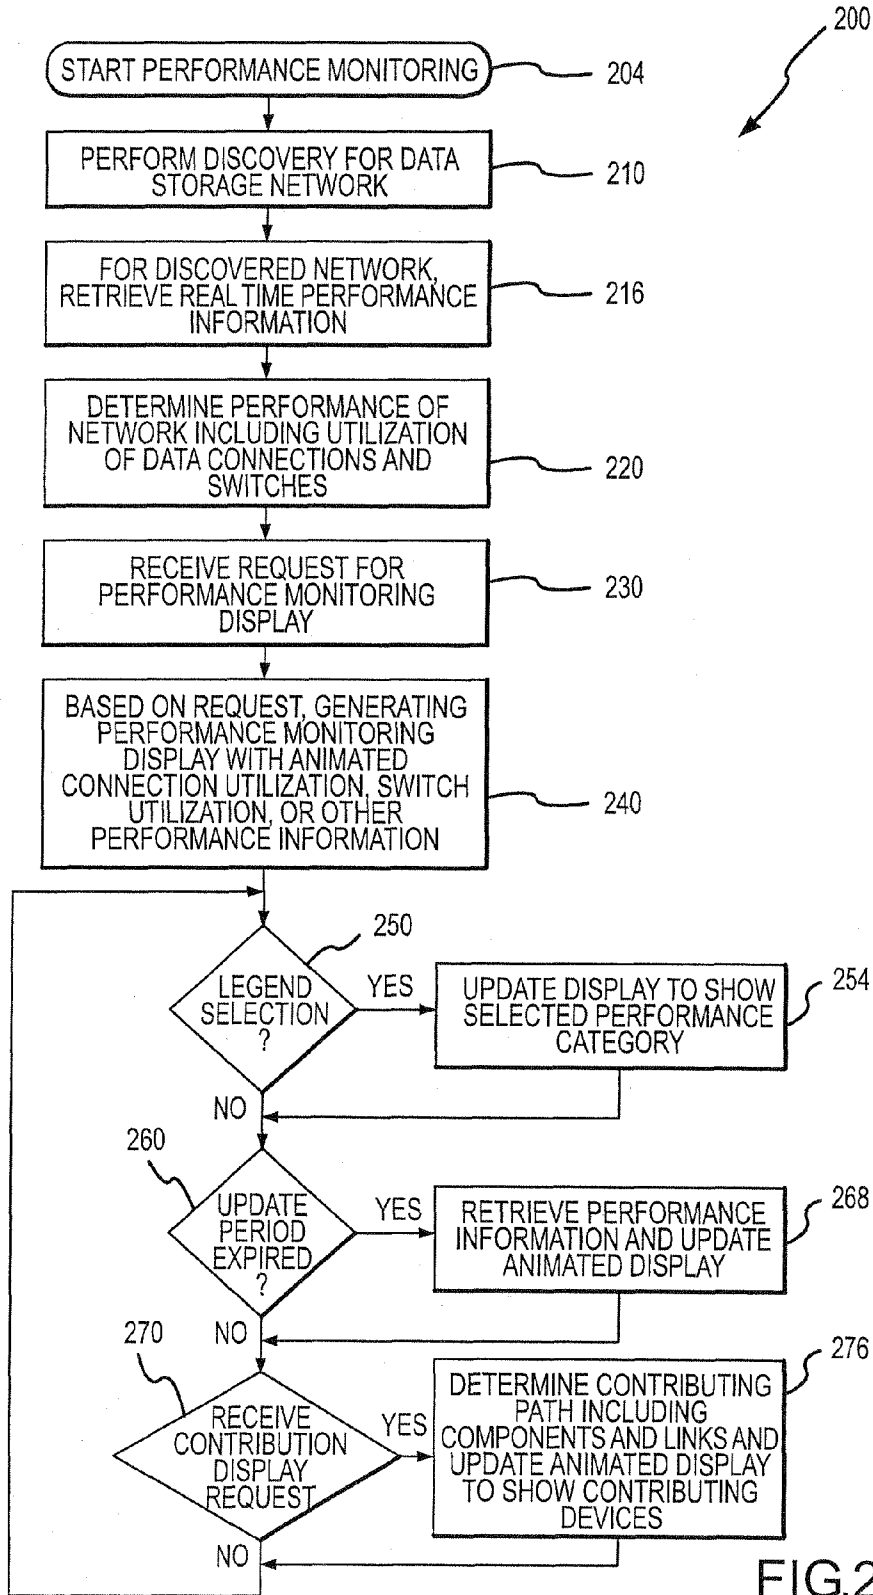 200
START PERFORMANCE MONITORING
204
PERFORM DISCOVERY FOR DATA
STORAGE NETWORK
210
FOR DISCOVERED NETWORK,
RETRIEVE REAL TIME PERFORMANCE
INFORMATION
216
DETERMINE PERFORMANCE OF
NETWORK INCLUDING UTILIZATION
OF DATA CONNECTIONS AND
SWITCHES
220
RECEIVE REQUEST FOR
PERFORMANCE MONITORING
DISPLAY
230
BASED ON REQUEST, GENERATING
PERFORMANCE MONITORING
DISPLAY WITH ANIMATED
CONNECTION UTILIZATION, SWITCH
UTILIZATION, OR OTHER
PERFORMANCE INFORMATION
240
250
LEGEND
SELECTION
?
YES
UPDATE DISPLAY TO SHOW
SELECTED PERFORMANCE
CATEGORY
254
NO
260
UPDATE
PERIOD
EXPIRED
?
YES
RETRIEVE PERFORMANCE
INFORMATION AND UPDATE
ANIMATED DISPLAY
268
NO
270
RECEIVE
CONTRIBUTION
DISPLAY
REQUEST
YES
DETERMINE CONTRIBUTING
PATH INCLUDING
COMPONENTS AND LINKS AND
UPDATE ANIMATED DISPLAY
TO SHOW CONTRIBUTING
DEVICES
276
NO
FIG.2